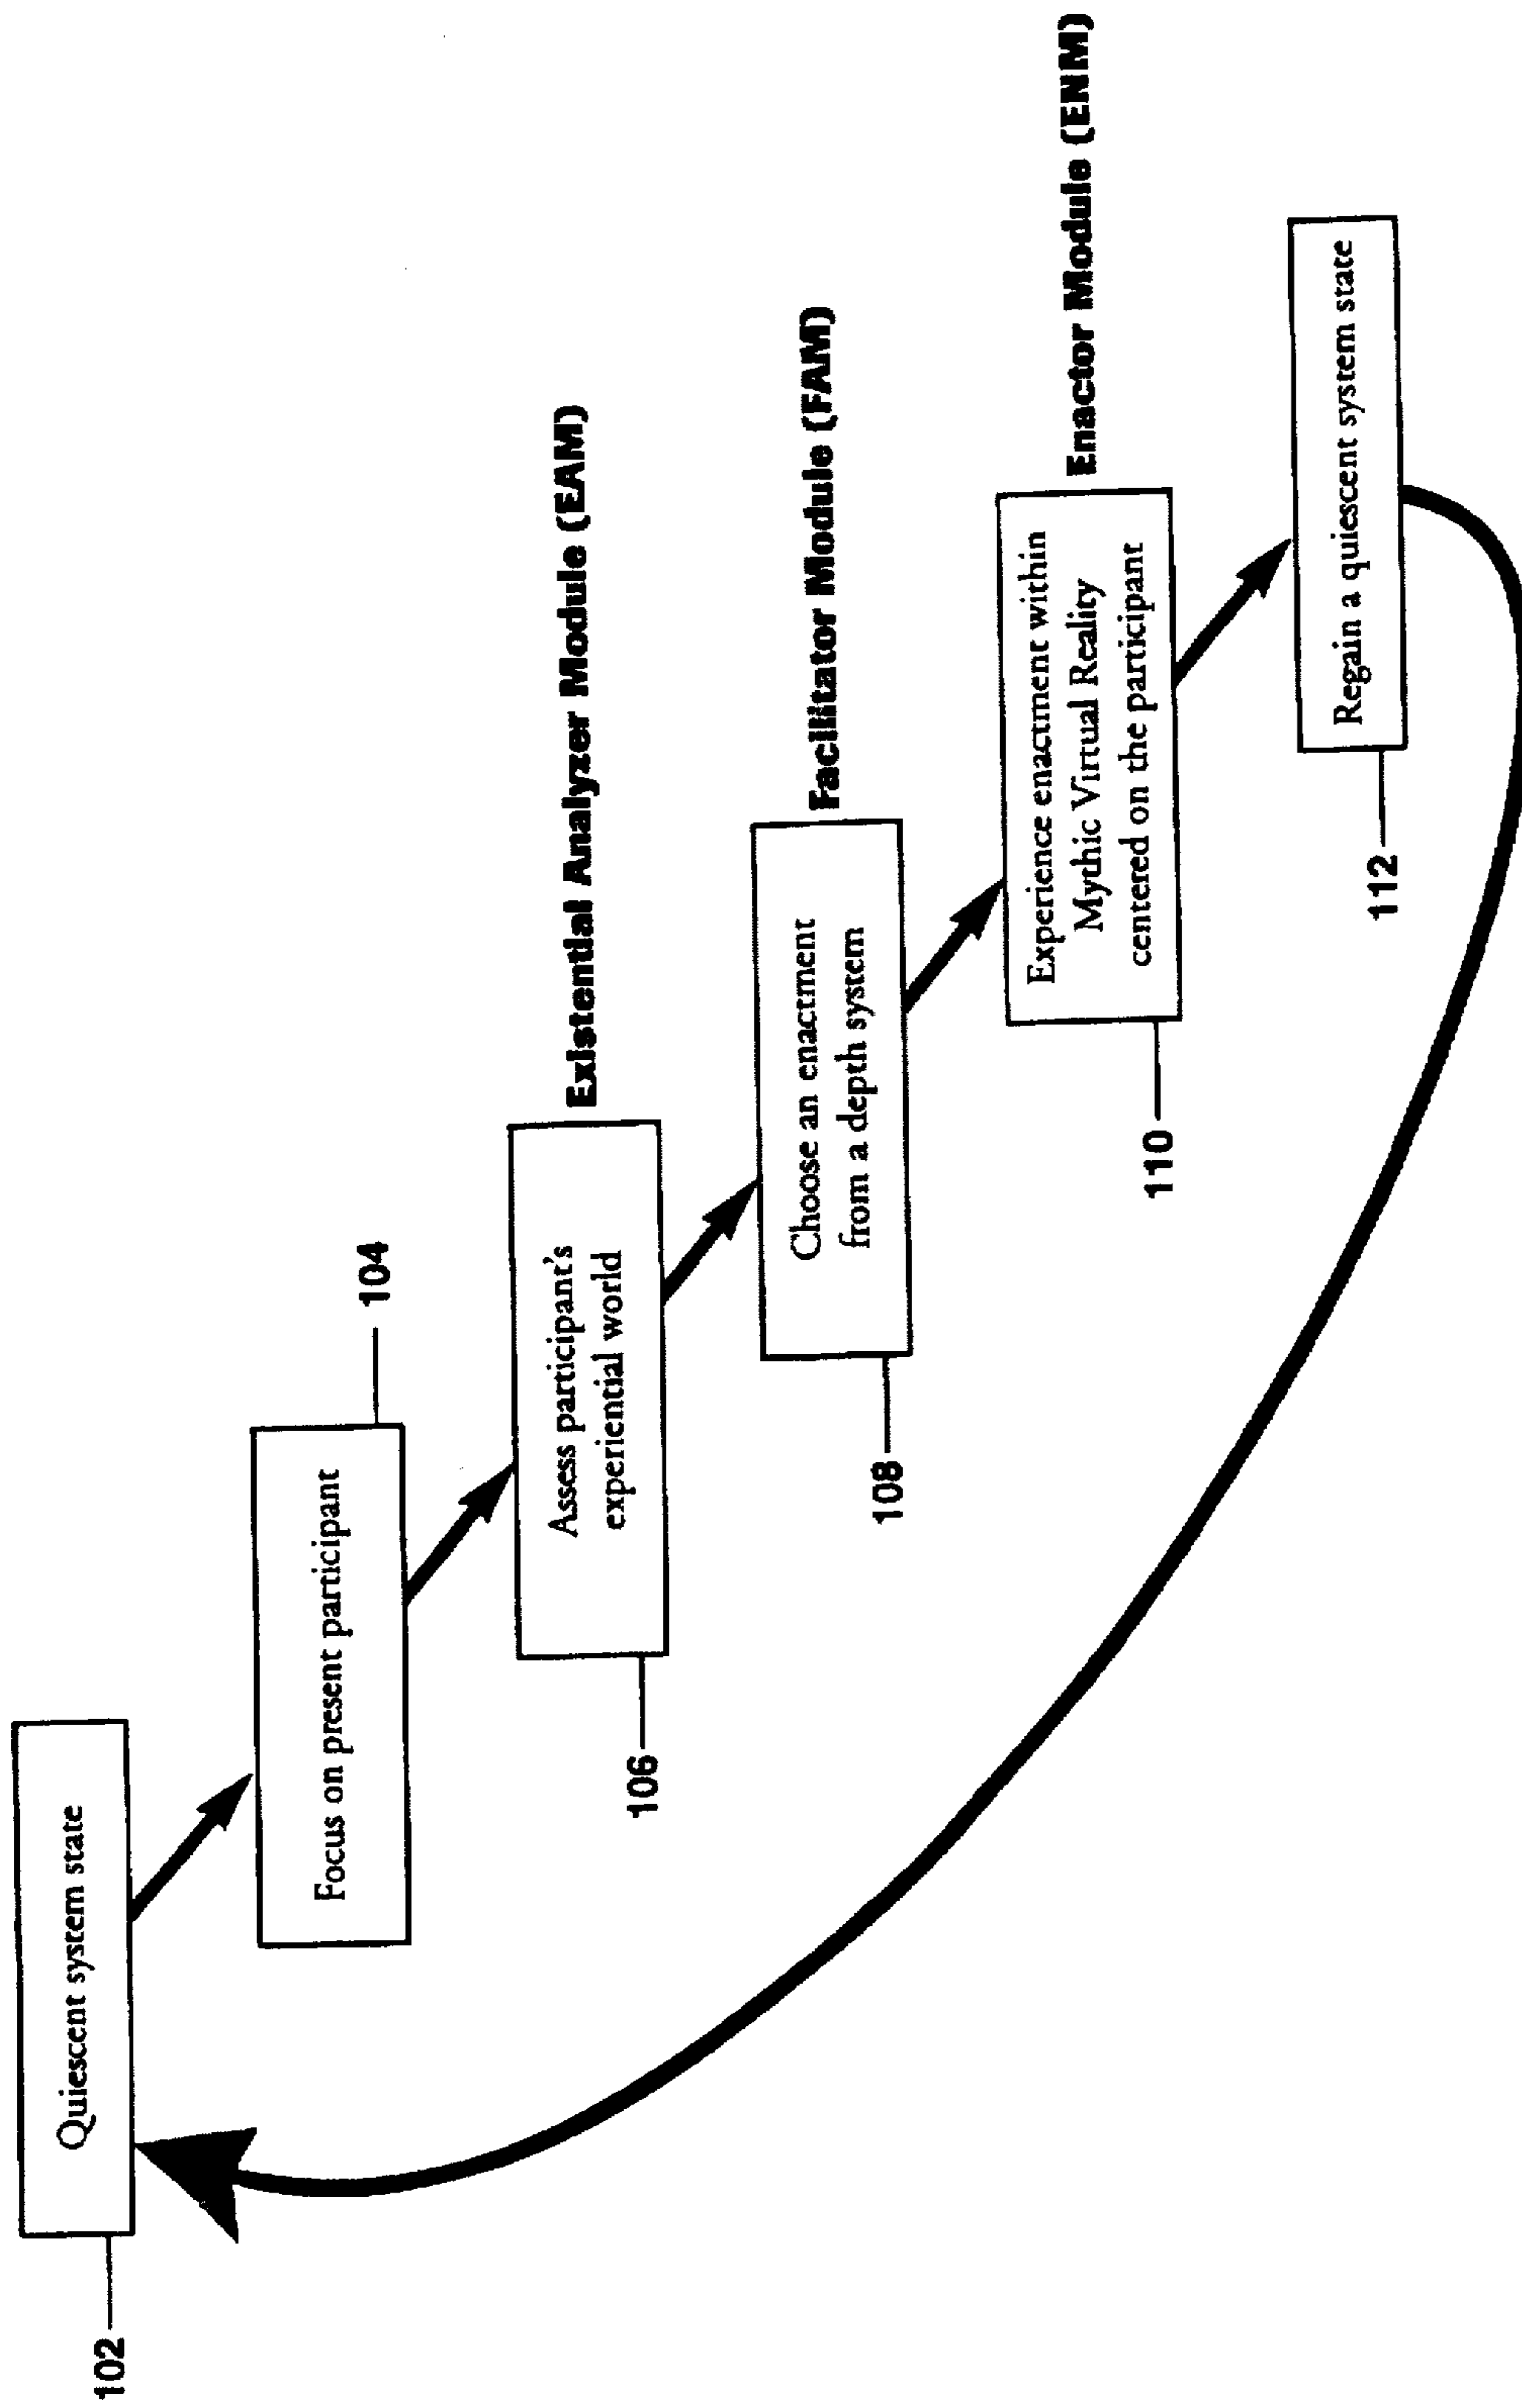 102
Quiescent system state
Focus on present participant
104
106
Assess participant's
experiential world
Existential Analyzer Module (EAM)
108
Choose an enactment
from a depth system
Facilitator Module (FAM)
110
Experience enactment within
Mythic Virtual Reality
centered on the participant
Enactor Module (ENM)
112
Regain a quiescent system state